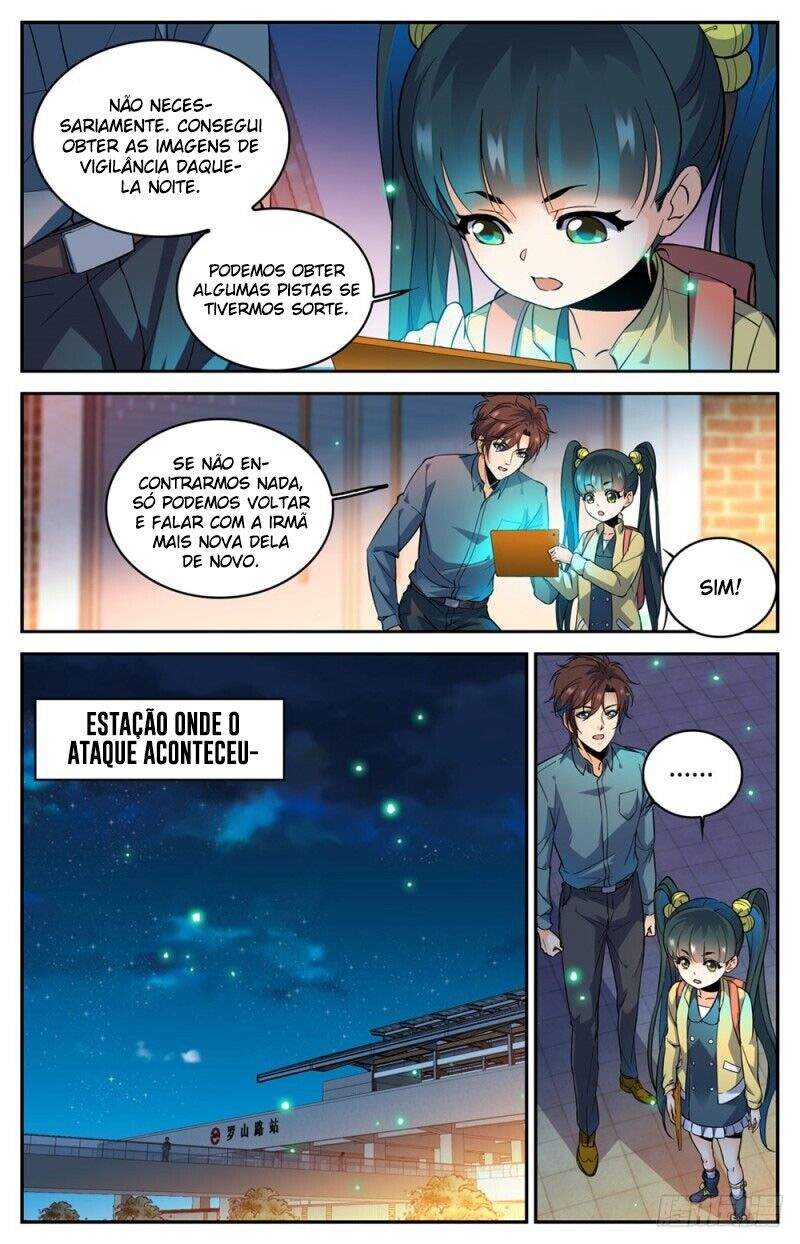 NÃO NECES-
SARIAMENTE. CONSEGUI
OBTER AS IMAGENS DE
VIGILÂNCIA DAQUE-
LA NOITE.
PODEMOS OBTER
ALGUMAS PISTAS SE
TIVERMOS SORTE.
SE NÃO EN-
CONTRARMOS NADA,
SÓ PODEMOS VOLTAR
E FALAR COM A IRMÃ
MAIS NOVA DELA
DE NOVO.
SIM!
ESTAÇÃO ONDE O
ATAQUE ACONTECEU-
......
罗山路站